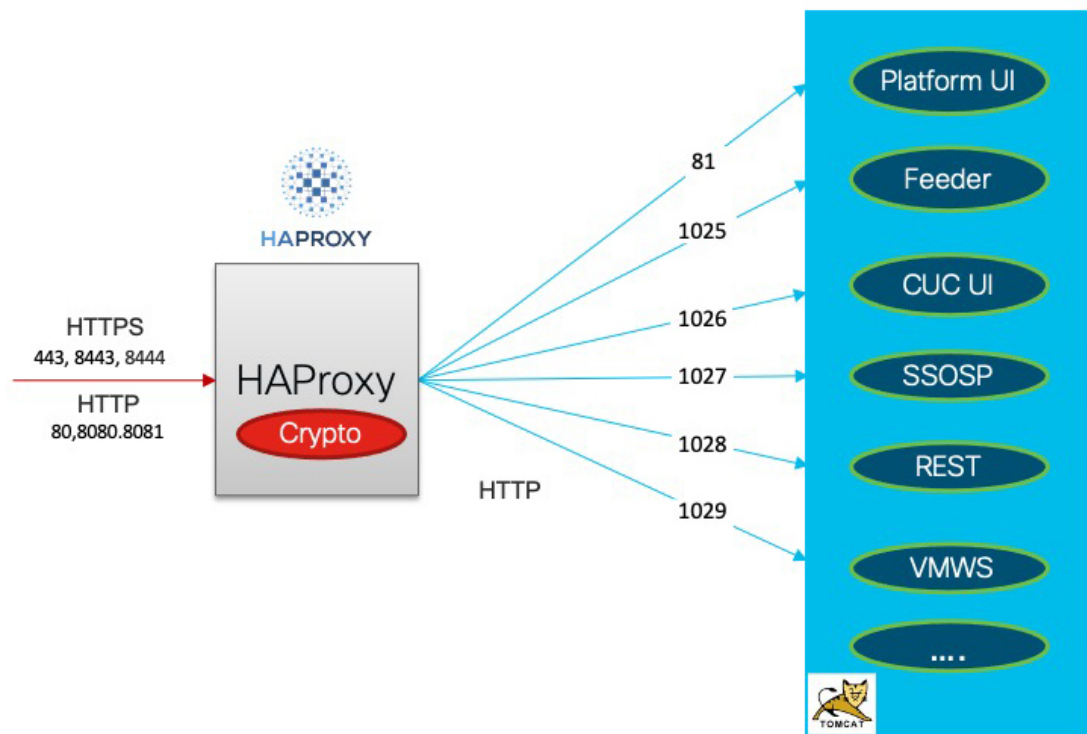 HAPROXY
HTTPS
443, 8443, 8444
HTTP
80,8080.8081
HAProxy
Crypto
HTTP
81
1025
1026
1027
1028
1029
Platform UI
Feeder
CUC UI
SSOSP
REST
VMWS
....
TOMCAT